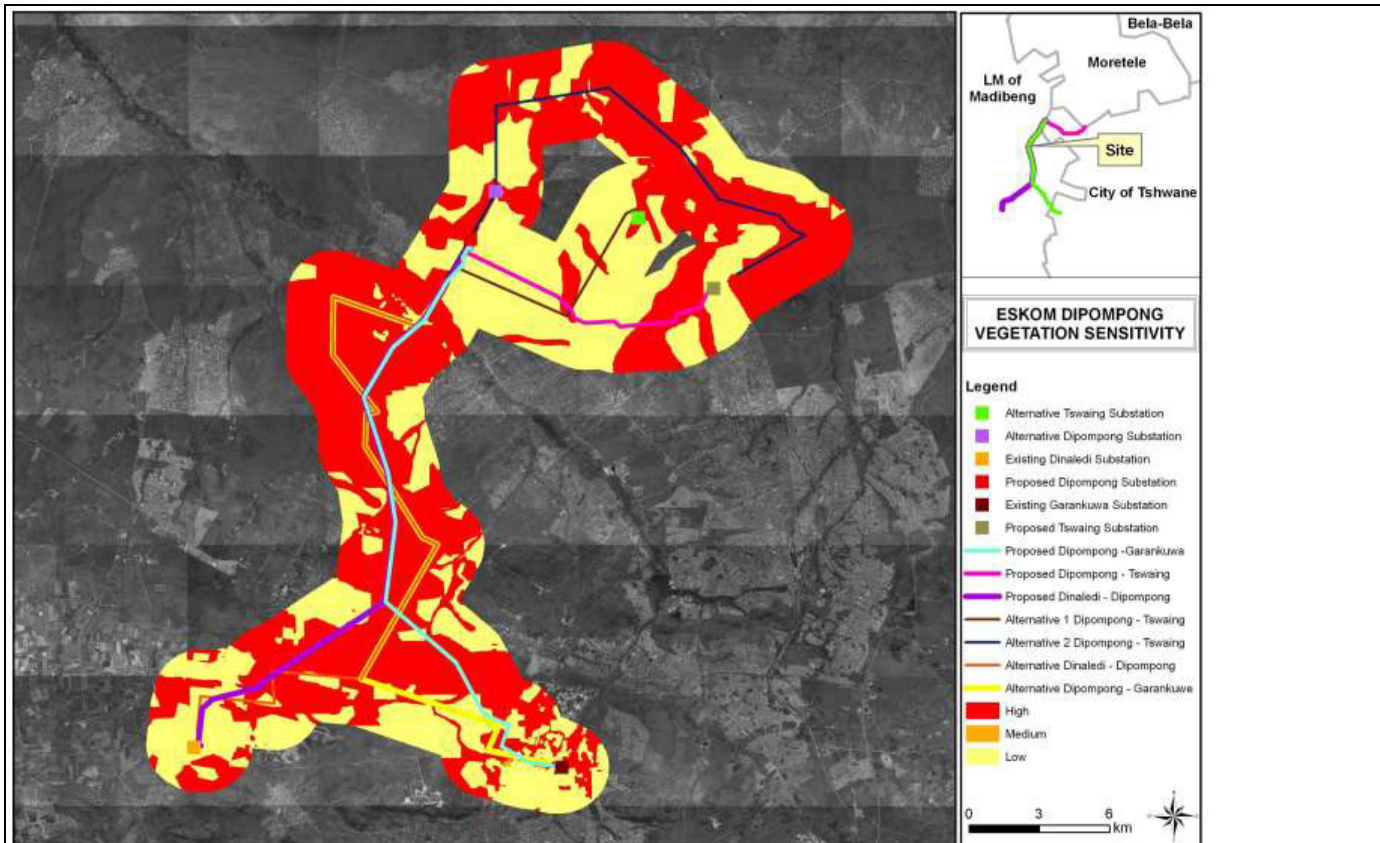 Bela-Bela
Moretele
LM of
Madibeng
Site
City of Tshwane
ESKOM DIPOMPONG
VEGETATION SENSITIVITY
Legend
Alternative Tswaing Substation
Alternative Dipompong Substation
Existing Dinaledi Substation
Proposed Dipompong Substation
Existing Garankuwa Substation
Proposed Tswaing Substation
Proposed Dipompong -Garankuwa
Proposed Dipompong - Tswaing
Proposed Dinaledi - Dipompong
Alternative 1 Dipompong - Tswaing
Alternative 2 Dipompong - Tswaing
Alternative Dinaledi - Dipompong
Alternative Dipompong - Garankuwe
High
Medium
Low
0 3 6
km